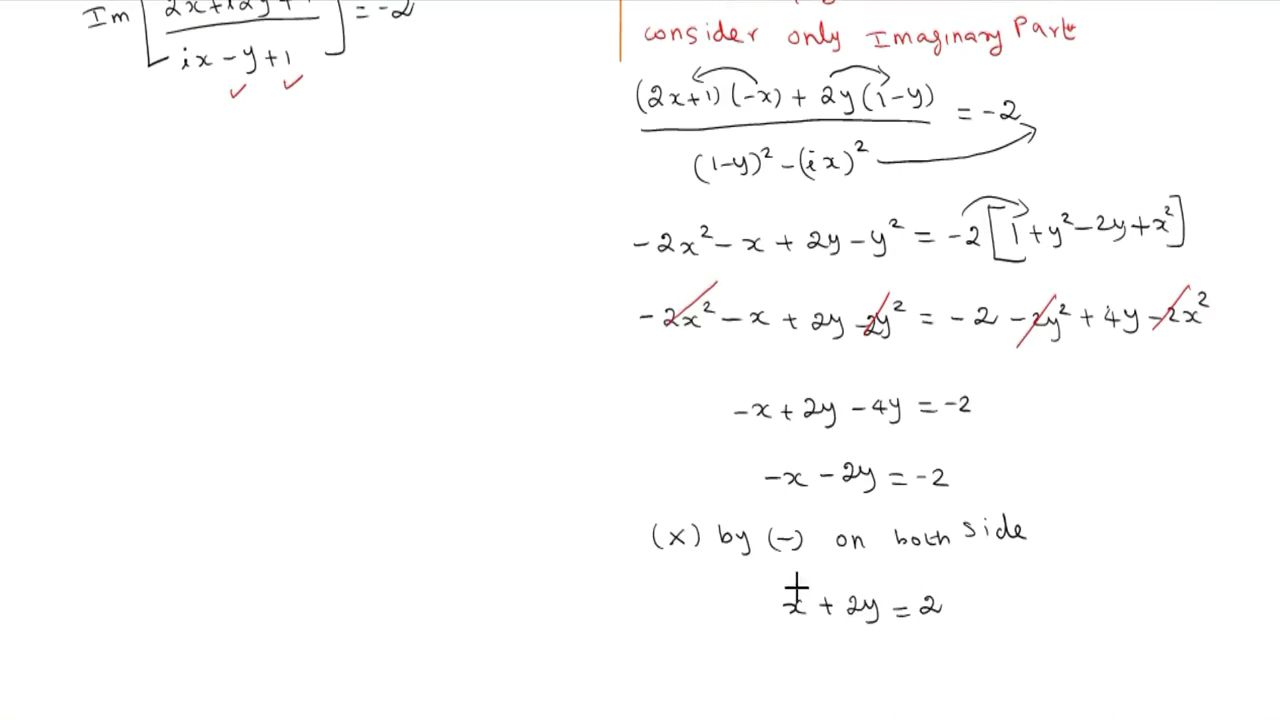 Im [ 2x+i2y+1 / ix-y+1 ] = -2
consider only Imaginary Part
(2x+1)(-x) + 2y(1-y) / (1-y)² - (ix)² = -2
-2x² - x + 2y - y² = -2[1+y²-2y+x²]
-2x² - x + 2y - 2y² = -2 - 2y² + 4y - 2x²
-x + 2y - 4y = -2
-x - 2y = -2
(x) by (-) on both side
x + 2y = 2